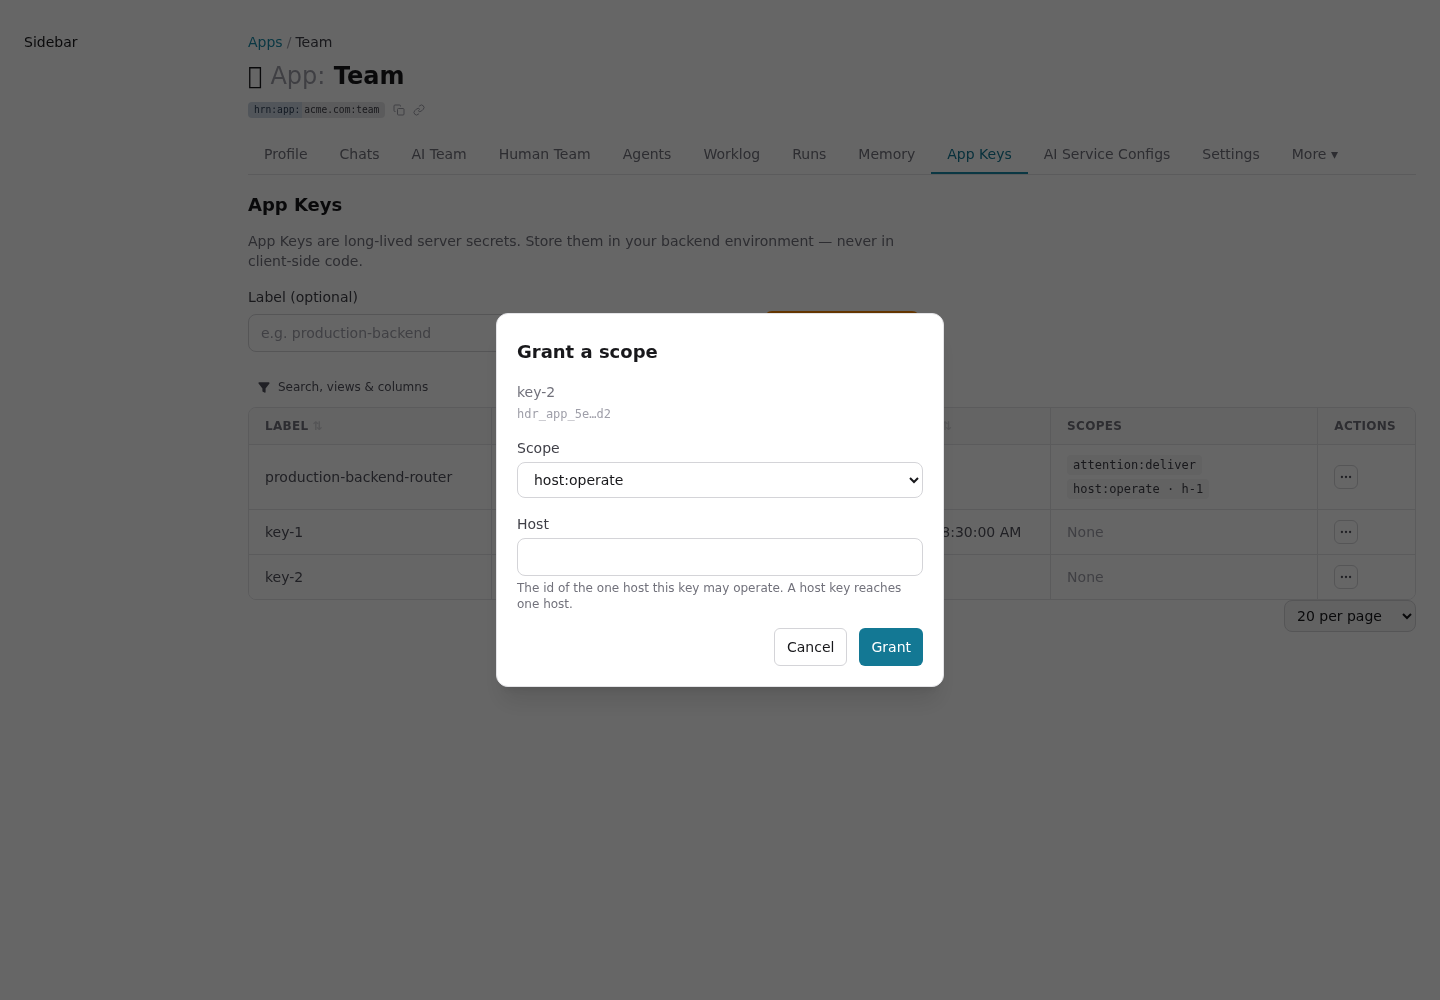 Sidebar
Apps / Team
App: Team
hrn:app: acme.com:team
Profile Chats AI Team Human Team Agents Worklog Runs Memory App Keys AI Service Configs Settings More ▾
App Keys
App Keys are long-lived server secrets. Store them in your backend environment — never in
client-side code.
Label (optional)
e.g. production-backend
Search, views & columns
LABEL SCOPES ACTIONS
production-backend-router attention:deliver
host:operate · h-1
key-1 8:30:00 AM None
key-2 None
20 per page
Grant a scope
key-2
hdr_app_5e…d2
Scope
host:operate
Host
The id of the one host this key may operate. A host key reaches
one host.
Cancel Grant